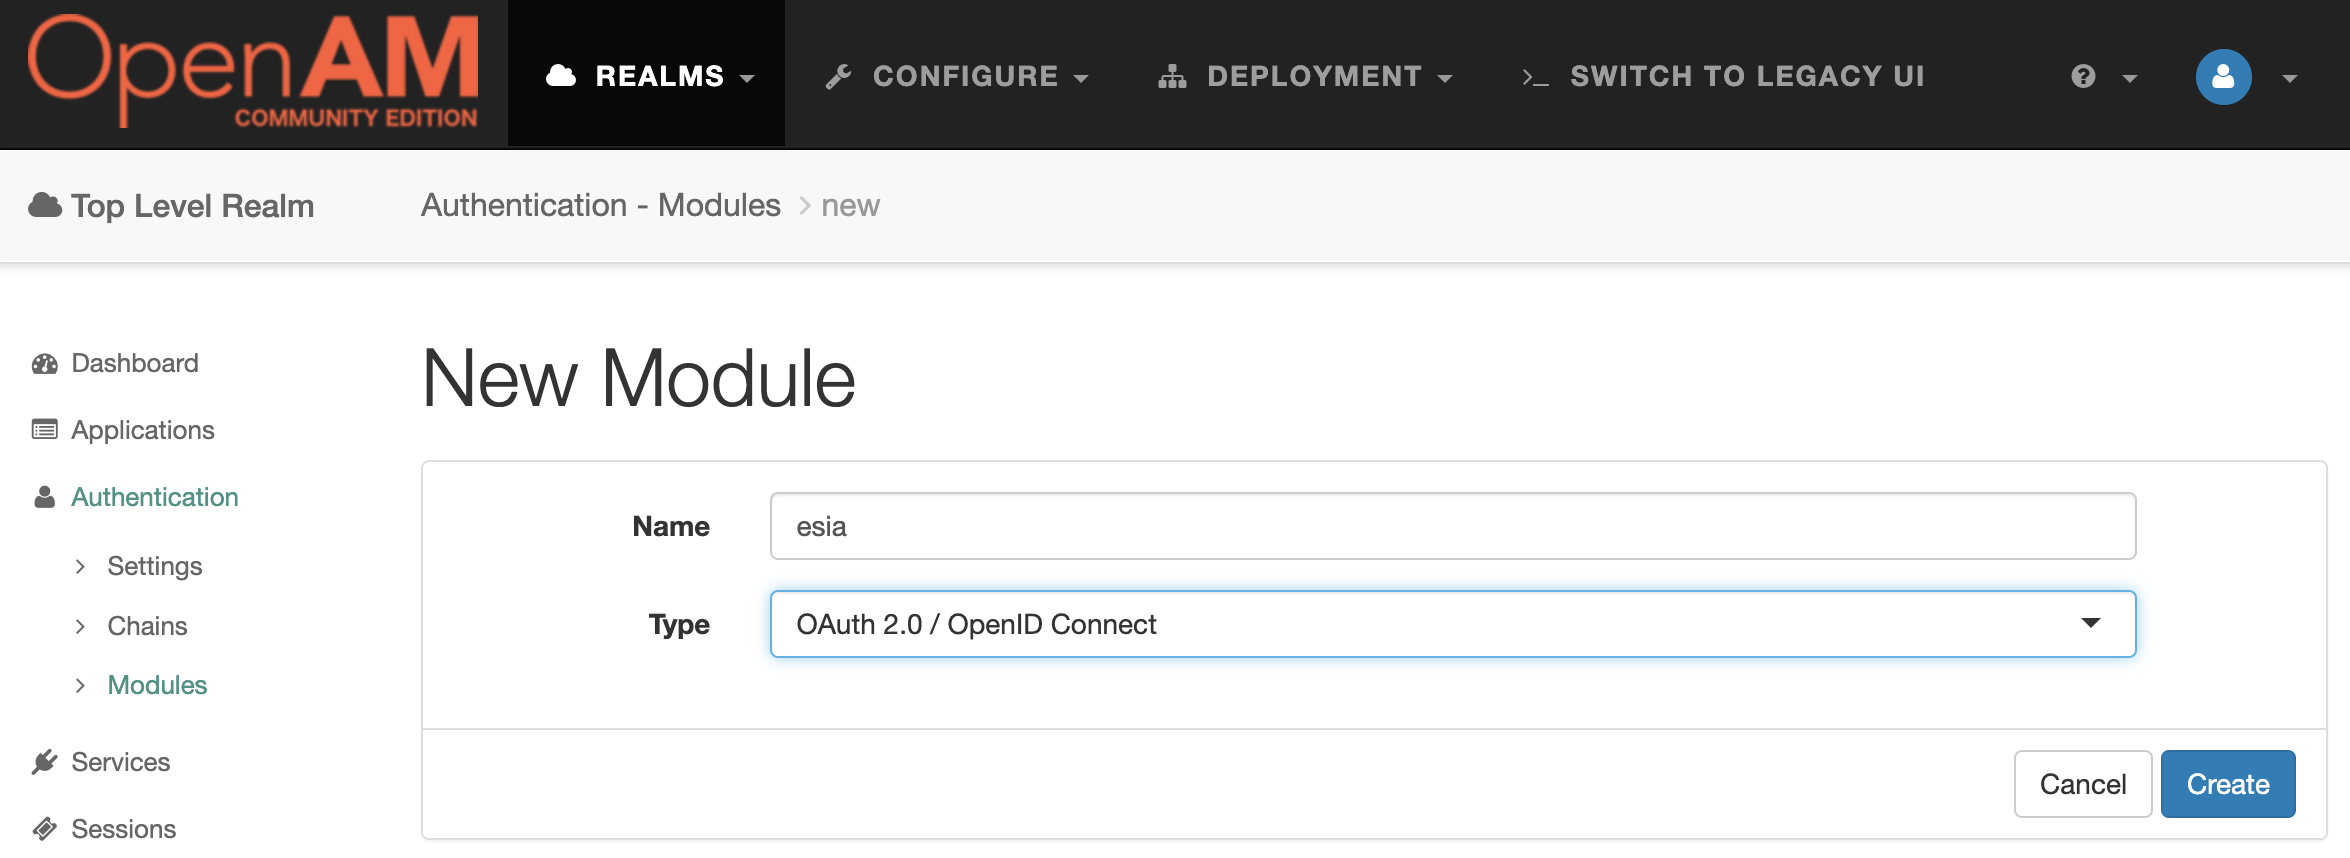 OpenAM
COMMUNITY EDITION
REALMS
CONFIGURE
DEPLOYMENT
>_ SWITCH TO LEGACY UI
?
Top Level Realm
Authentication - Modules > new
Dashboard
Applications
Authentication
> Settings
> Chains
> Modules
Services
Sessions
New Module
Name
esia
Type
OAuth 2.0 / OpenID Connect
Cancel
Create